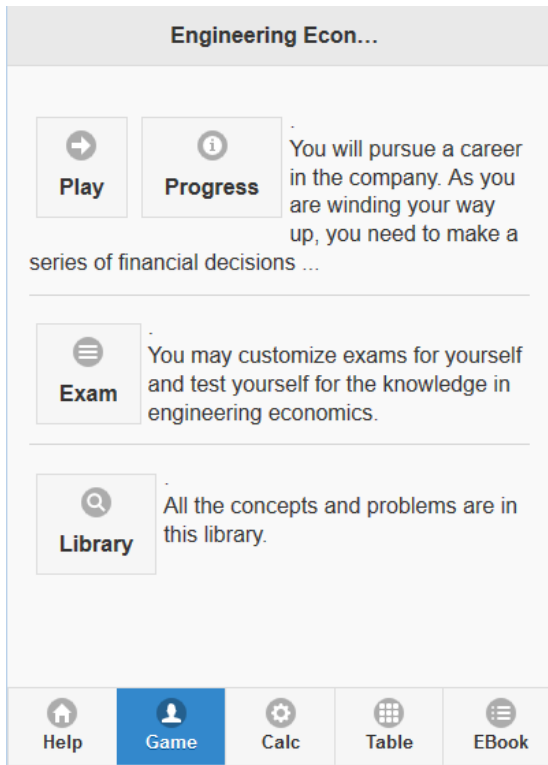 Engineering Econ...
Play
Progress
.
You will pursue a career
in the company. As you
are winding your way
up, you need to make a
series of financial decisions ...
Exam
.
You may customize exams for yourself
and test yourself for the knowledge in
engineering economics.
Library
.
All the concepts and problems are in
this library.
Help
Game
Calc
Table
EBook